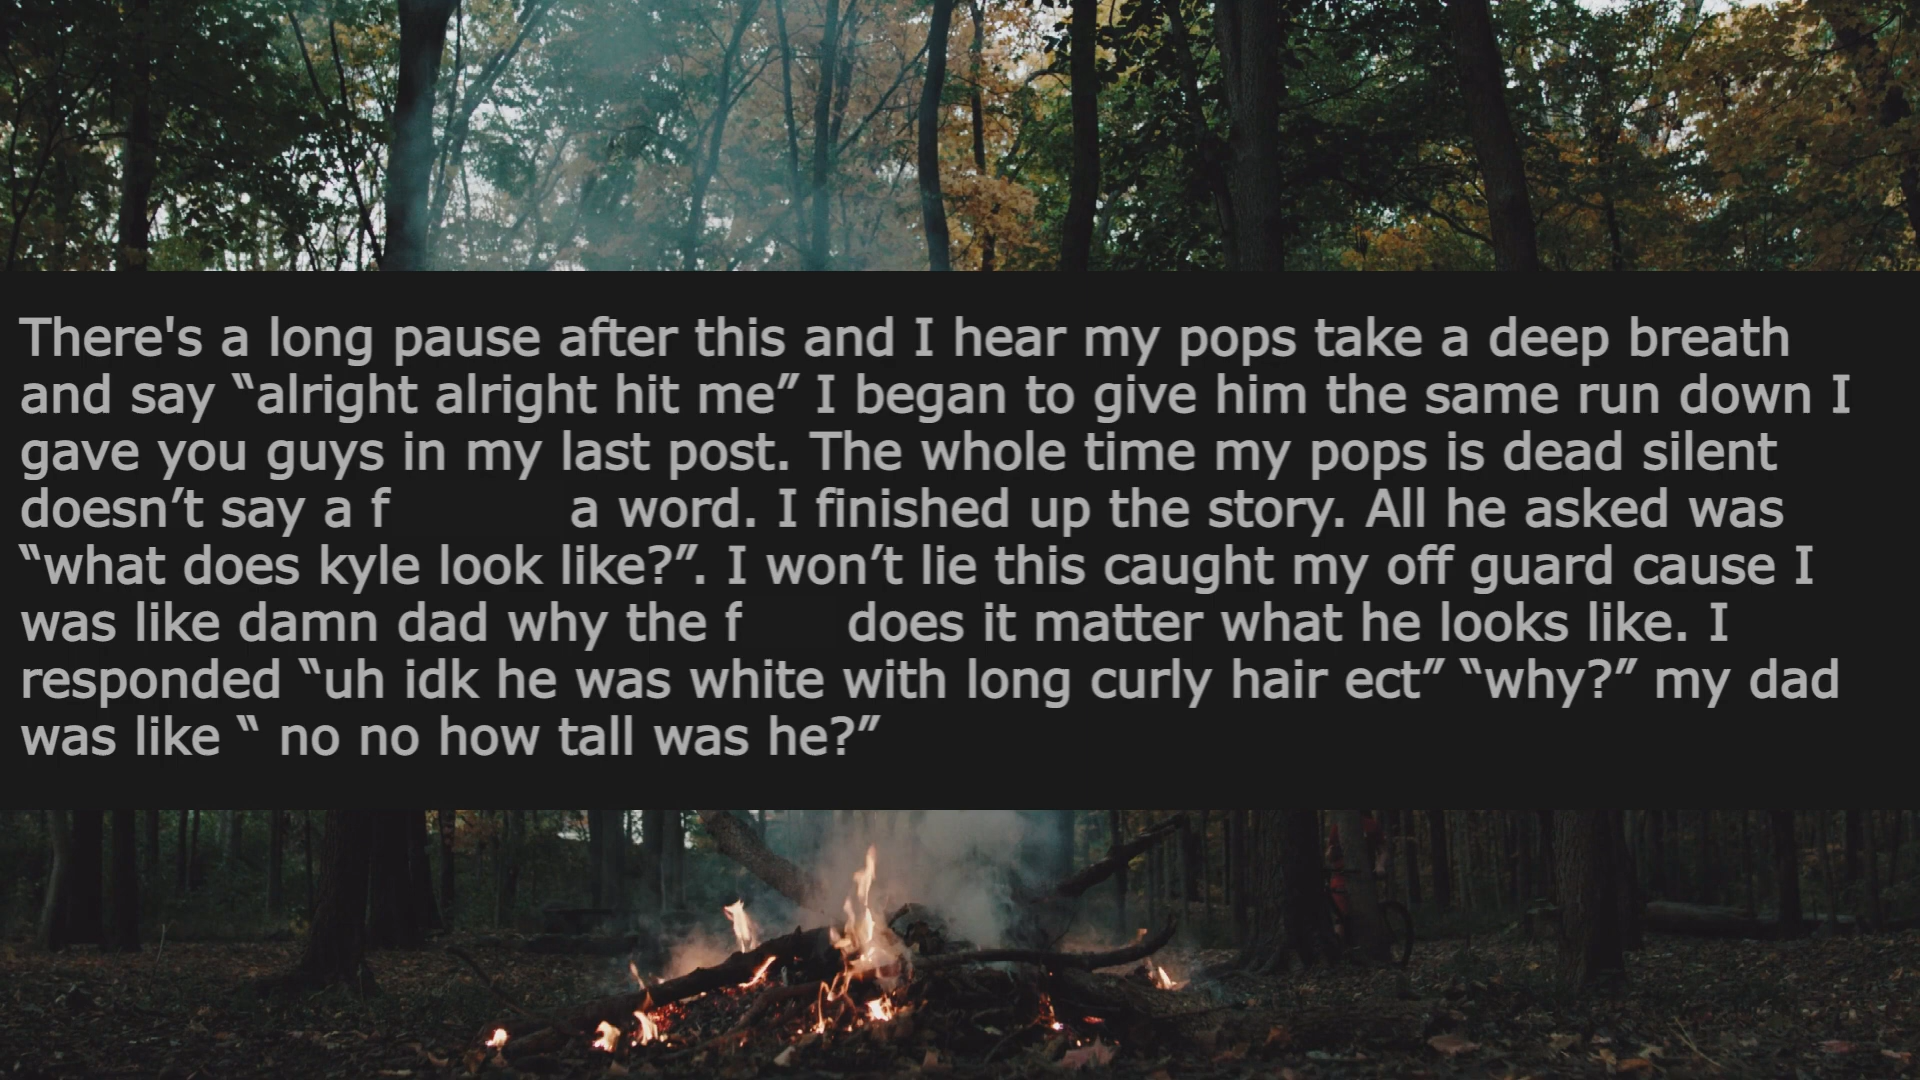 There's a long pause after this and I hear my pops take a deep breath
and say “alright alright hit me” I began to give him the same run down I
gave you guys in my last post. The whole time my pops is dead silent
doesn’t say a f a word. I finished up the story. All he asked was
“what does kyle look like?”. I won’t lie this caught my off guard cause I
was like damn dad why the f does it matter what he looks like. I
responded “uh idk he was white with long curly hair ect” “why?” my dad
was like “ no no how tall was he?”